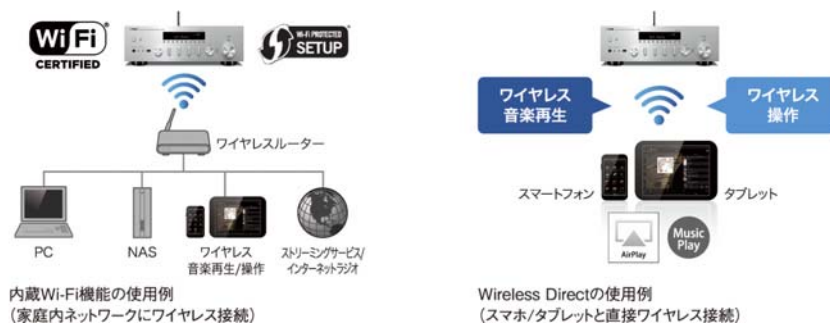 Wi Fi
CERTIFIED
Wi-Fi PROTECTED
SETUP
ワイヤレスルーター
PC
NAS
ワイヤレス
音楽再生/操作
ストリーミングサービス/
インターネットラジオ
内蔵Wi-Fi機能の使用例
(家庭内ネットワークにワイヤレス接続)
ワイヤレス
音楽再生
ワイヤレス
操作
スマートフォン
タブレット
AirPlay
Music
Play
Wireless Directの使用例
(スマホ/タブレットと直接ワイヤレス接続)